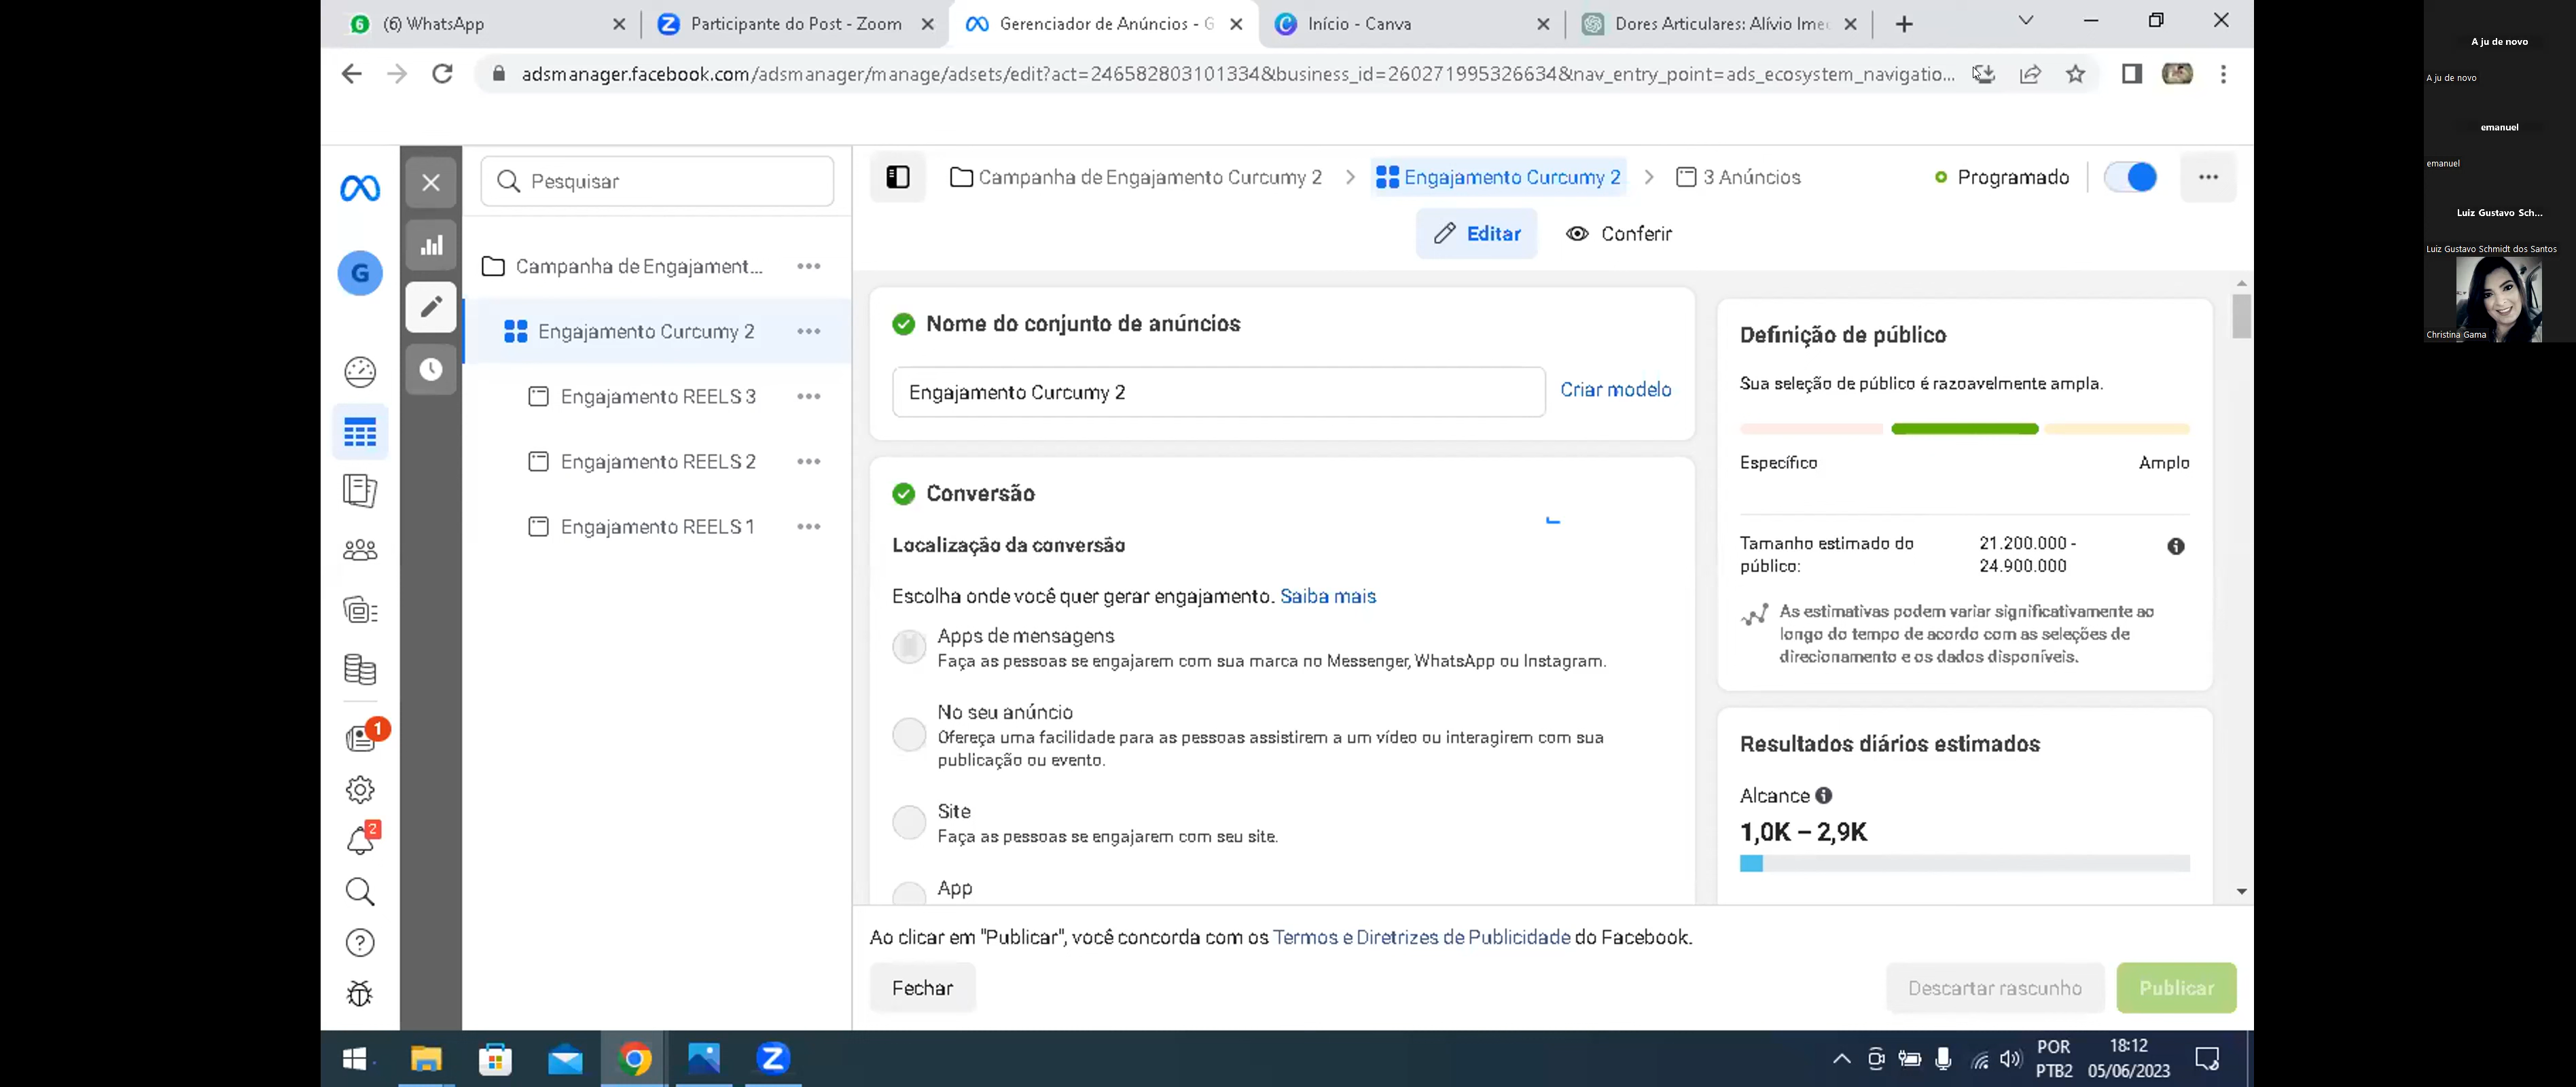 (6) WhatsApp
Participante do Post - Zoom
Gerenciador de Anúncios - G
Início - Canva
Dores Articulares: Alívio Imed
adsmanager.facebook.com/adsmanager/manage/adsets/edit?act=246582803101334&business_id=260271995326634&nav_entry_point=ads_ecosystem_navigatio...
G
1
2
Pesquisar
Campanha de Engajament...
Engajamento Curcumy 2
Engajamento REELS 3
Engajamento REELS 2
Engajamento REELS 1
Campanha de Engajamento Curcumy 2
Engajamento Curcumy 2
3 Anúncios
Programado
Editar
Conferir
Nome do conjunto de anúncios
Engajamento Curcumy 2
Criar modelo
Conversão
Localização da conversão
Escolha onde você quer gerar engajamento. Saiba mais
Apps de mensagens
Faça as pessoas se engajarem com sua marca no Messenger, WhatsApp ou Instagram.
No seu anúncio
Ofereça uma facilidade para as pessoas assistirem a um vídeo ou interagirem com sua
publicação ou evento.
Site
Faça as pessoas se engajarem com seu site.
App
Definição de público
Sua seleção de público é razoavelmente ampla.
Específico
Amplo
Tamanho estimado do
público:
21.200.000 -
24.900.000
As estimativas podem variar significativamente ao
longo do tempo de acordo com as seleções de
direcionamento e os dados disponíveis.
Resultados diários estimados
Alcance
1,0K – 2,9K
Ao clicar em "Publicar", você concorda com os Termos e Diretrizes de Publicidade do Facebook.
Fechar
Descartar rascunho
Publicar
POR
PTB2
18:12
05/06/2023
A ju de novo
A ju de novo
emanuel
emanuel
Luiz Gustavo Sch...
Luiz Gustavo Schmidt dos Santos
Christina Gama